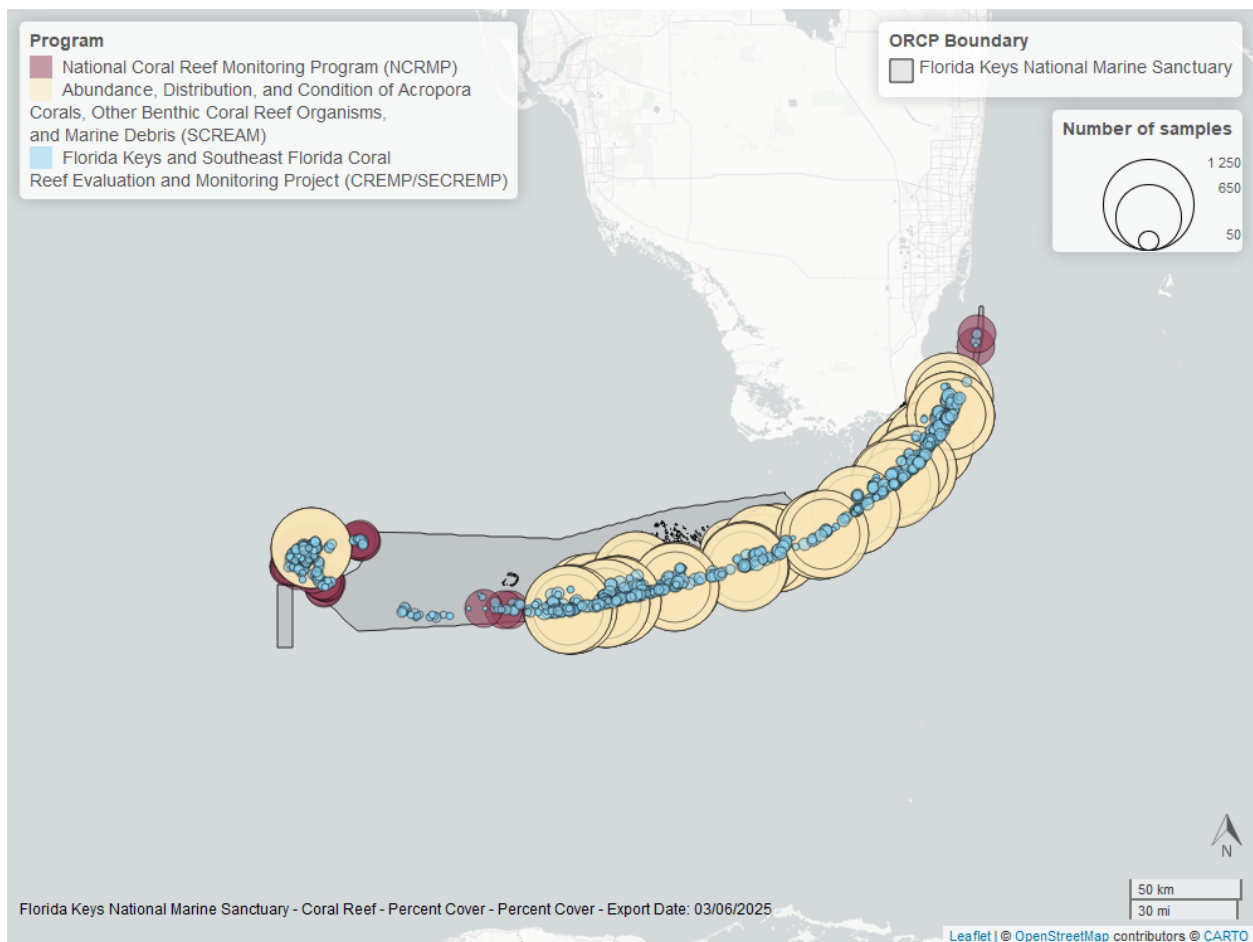 Program
National Coral Reef Monitoring Program (NCRMP)
Abundance, Distribution, and Condition of Acropora
Corals, Other Benthic Coral Reef Organisms,
and Marine Debris (SCREAM)
Florida Keys and Southeast Florida Coral
Reef Evaluation and Monitoring Project (CREMP/SECREMP)
ORCP Boundary
Florida Keys National Marine Sanctuary
Number of samples
1 250
650
50
N
50 km
30 mi
Florida Keys National Marine Sanctuary - Coral Reef - Percent Cover - Percent Cover - Export Date: 03/06/2025
Leaflet | © OpenStreetMap contributors © CARTO